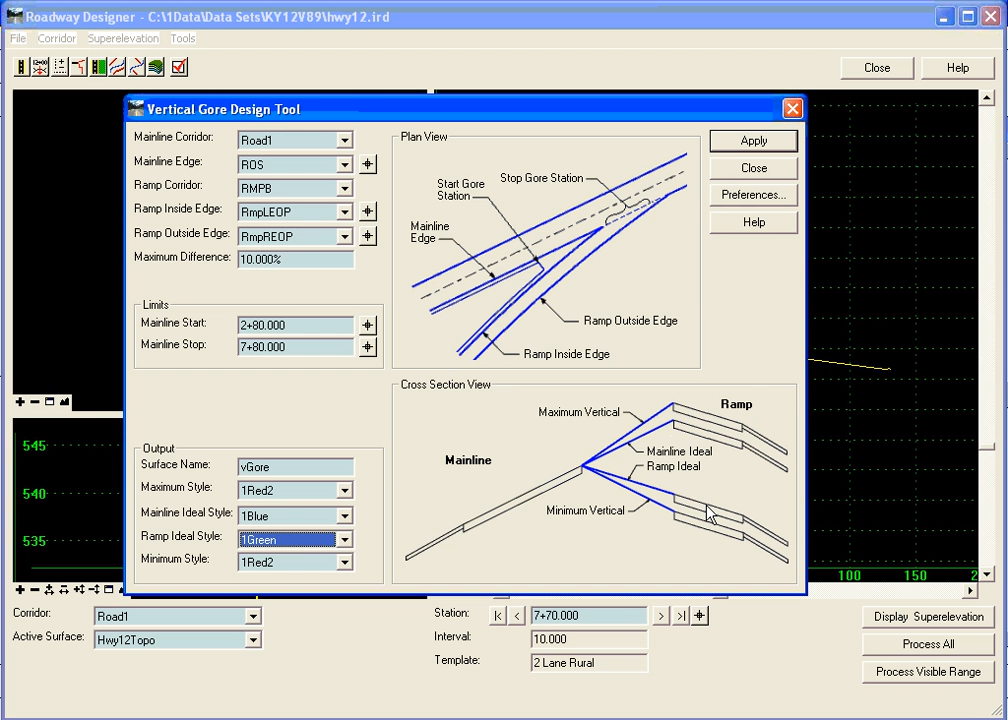 Roadway Designer - C:\1Data\Data Sets\KY12V89\hwy12.ird
File Corridor Superelevation Tools
Close Help
Vertical Gore Design Tool
Mainline Corridor: Road1
Mainline Edge: ROS
Ramp Corridor: RMPB
Ramp Inside Edge: RmpLEOP
Ramp Outside Edge: RmpREOP
Maximum Difference: 10.000%
Limits
Mainline Start: 2+80.000
Mainline Stop: 7+80.000
Output
Surface Name: vGore
Maximum Style: 1Red2
Mainline Ideal Style: 1Blue
Ramp Ideal Style: 1Green
Minimum Style: 1Red2
Plan View
Stop Gore Station
Start Gore
Station
Mainline
Edge
Ramp Outside Edge
Ramp Inside Edge
Apply
Close
Preferences...
Help
Cross Section View
Maximum Vertical
Ramp
Mainline Ideal
Mainline
Ramp Ideal
Minimum Vertical
545
540
535
100 150
Corridor: Road1
Active Surface: Hwy12Topo
Station: 7+70.000
Interval: 10.000
Template: 2 Lane Rural
Display Superelevation
Process All
Process Visible Range